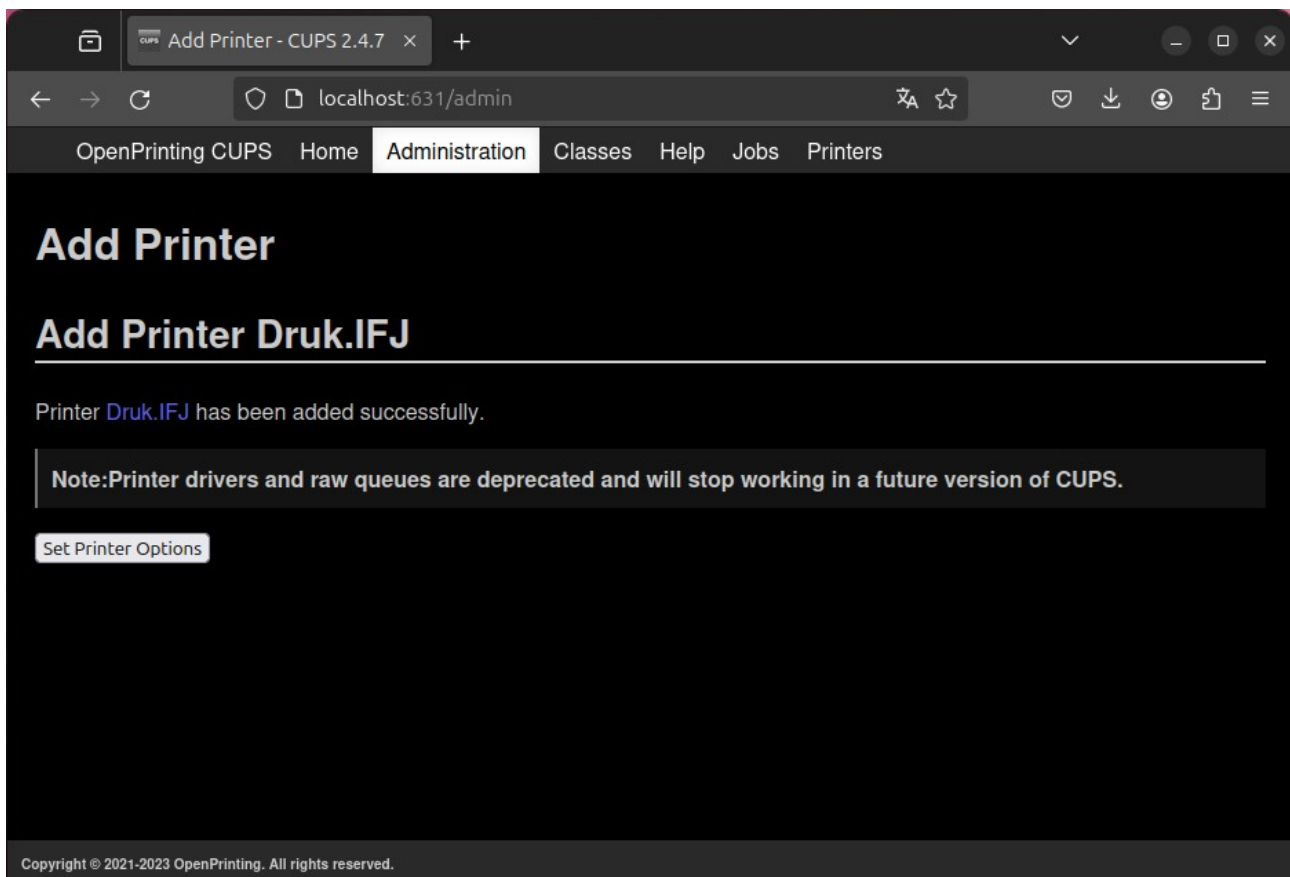 Add Printer - CUPS 2.4.7
localhost:631/admin
OpenPrinting CUPS Home Administration Classes Help Jobs Printers
Add Printer
Add Printer Druk.IFJ
Printer Druk.IFJ has been added successfully.
Note:Printer drivers and raw queues are deprecated and will stop working in a future version of CUPS.
Set Printer Options
Copyright © 2021-2023 OpenPrinting. All rights reserved.